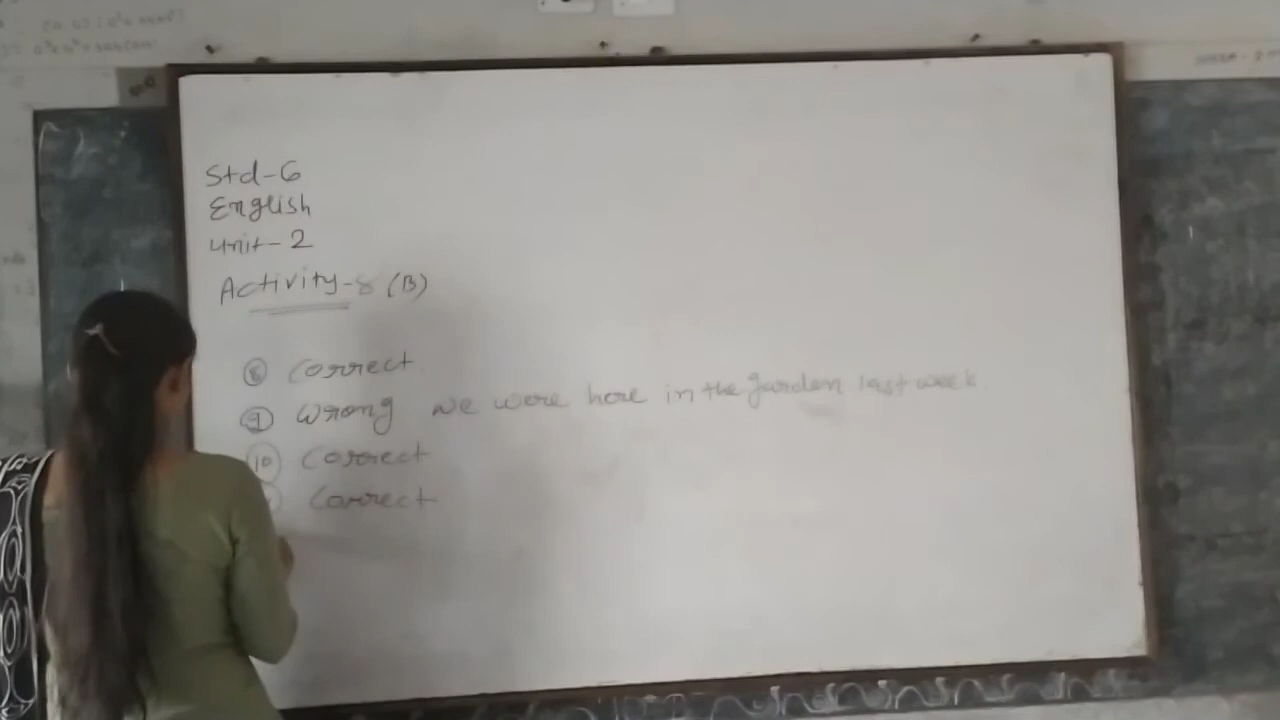 Std-6
English
Unit-2
Activity-8 (B)
8 correct.
9 Wrong we were here in the garden last week.
10 Correct
Correct